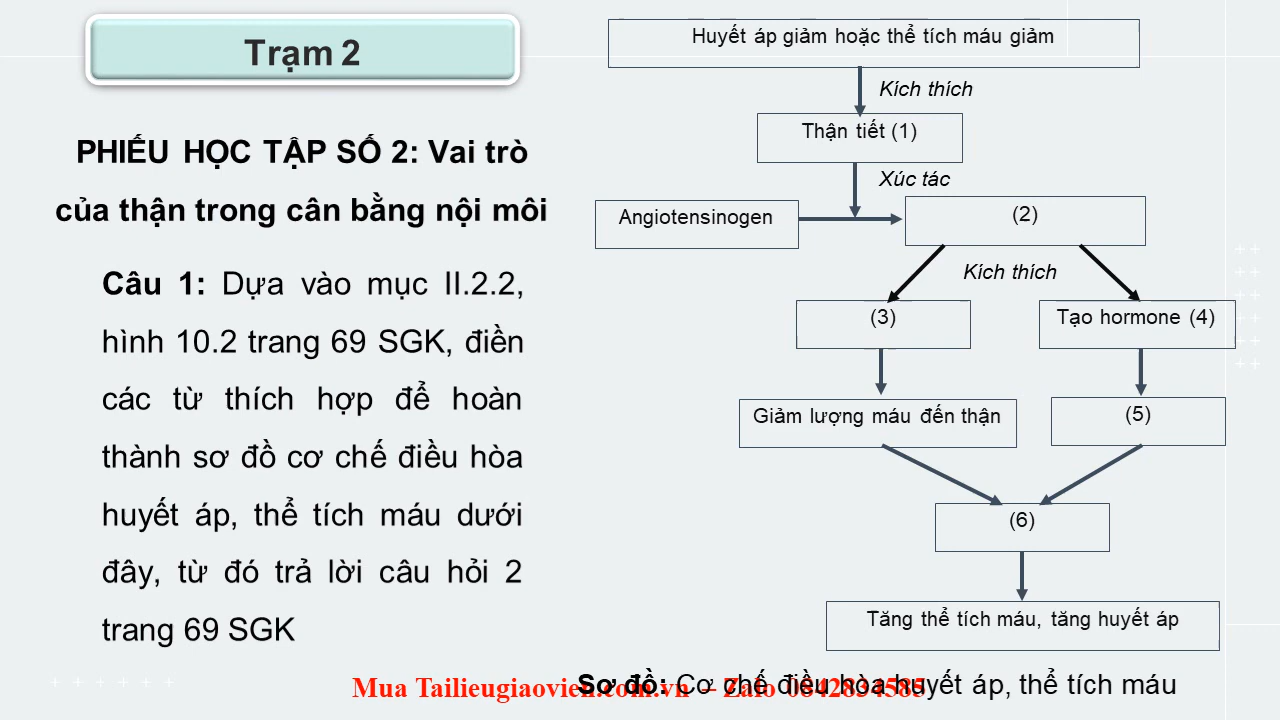 Trạm 2
PHIẾU HỌC TẬP SỐ 2: Vai trò
của thận trong cân bằng nội môi
Câu 1: Dựa vào mục II.2.2,
hình 10.2 trang 69 SGK, điền
các từ thích hợp để hoàn
thành sơ đồ cơ chế điều hòa
huyết áp, thể tích máu dưới
đây, từ đó trả lời câu hỏi 2
trang 69 SGK
Huyết áp giảm hoặc thể tích máu giảm
Kích thích
Thận tiết (1)
Xúc tác
Angiotensinogen
(2)
Kích thích
(3)
Tạo hormone (4)
Giảm lượng máu đến thận
(5)
(6)
Tăng thể tích máu, tăng huyết áp
Sơ đồ: Cơ chế điều hòa huyết áp, thể tích máu
Mua Tailieugiaovien.com.vn – Zalo 0842834585